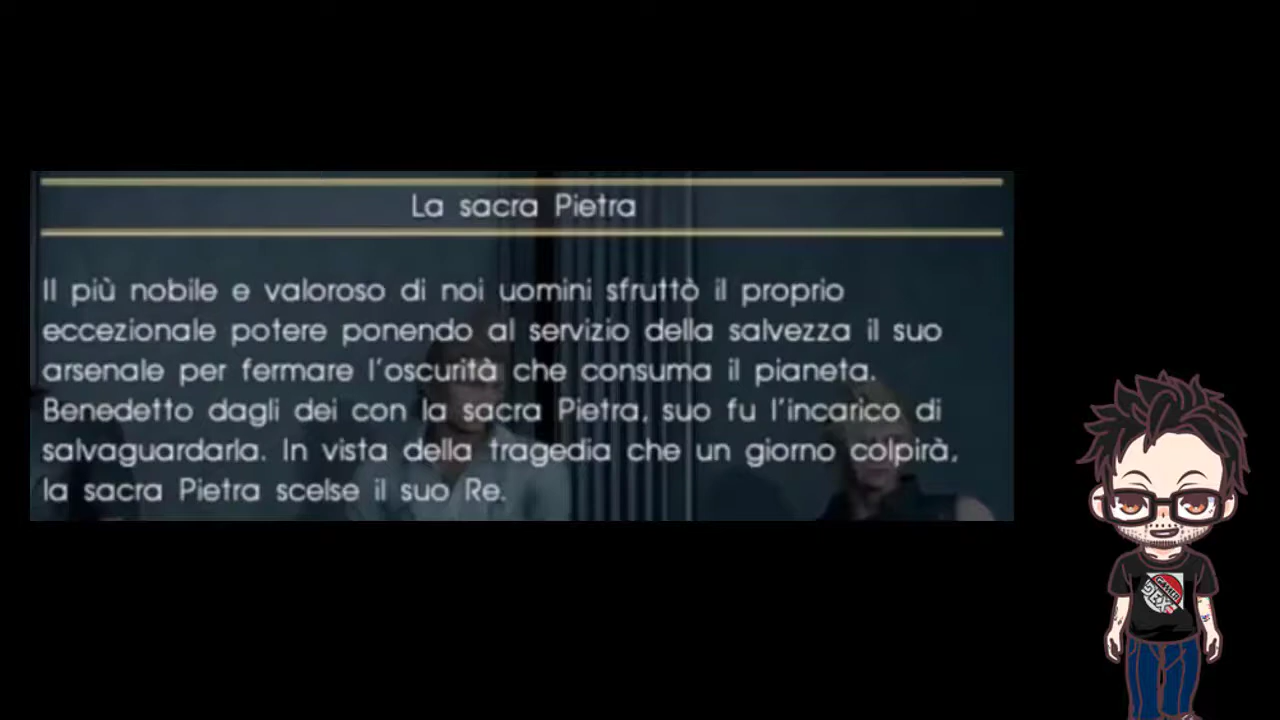 La sacra Pietra
Il più nobile e valoroso di noi uomini sfruttò il proprio
eccezionale potere ponendo al servizio della salvezza il suo
arsenale per fermare l'oscurità che consuma il pianeta.
Benedetto dagli dei con la sacra Pietra, suo fu l'incarico di
salvaguardarla. In vista della tragedia che un giorno colpirà,
la sacra Pietra scelse il suo Re.